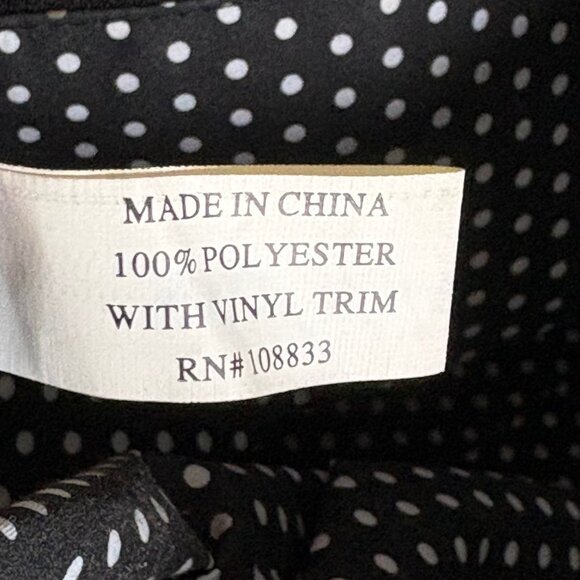 MADE IN CHINA
100% POLYESTER
WITH VINYL TRIM
RN#108833